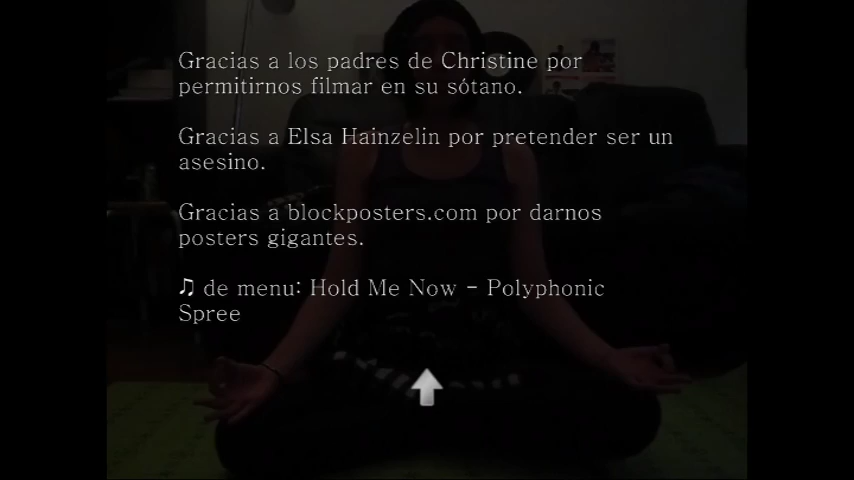 Gracias a los padres de Christine por
permitirnos filmar en su sótano.
Gracias a Elsa Hainzelin por pretender ser un
asesino.
Gracias a blockposters.com por darnos
posters gigantes.
♫ de menu: Hold Me Now - Polyphonic
Spree